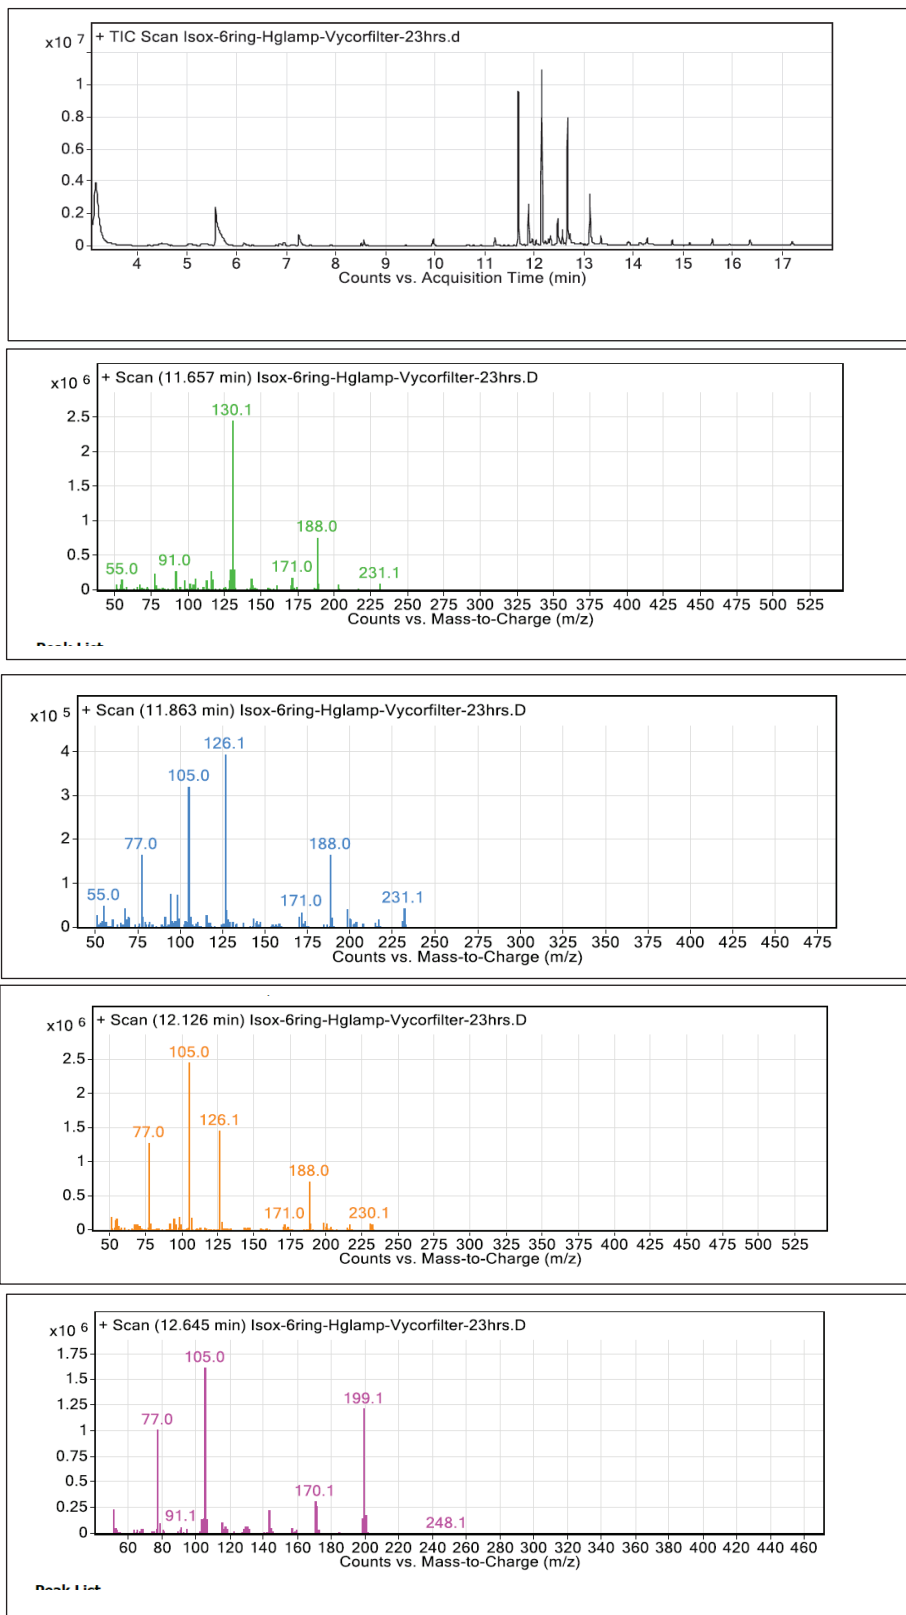 + TIC Scan Isox-6ring-Hglamp-Vycorfilter-23hrs.d
x10 7
1
0.8
0.6
0.4
0.2
0
4 5 6 7 8 9 10 11 12 13 14 15 16 17
Counts vs. Acquisition Time (min)
+ Scan (11.657 min) Isox-6ring-Hglamp-Vycorfilter-23hrs.D
x10 6
130.1
2.5
2
1.5
1
188.0
0.5
55.0 91.0 171.0 231.1
0
50 75 100 125 150 175 200 225 250 275 300 325 350 375 400 425 450 475 500 525
Counts vs. Mass-to-Charge (m/z)
Peak List
+ Scan (11.863 min) Isox-6ring-Hglamp-Vycorfilter-23hrs.D
x10 5
126.1
4
105.0
3
2
77.0 188.0
1
55.0 171.0 231.1
0
50 75 100 125 150 175 200 225 250 275 300 325 350 375 400 425 450 475
Counts vs. Mass-to-Charge (m/z)
+ Scan (12.126 min) Isox-6ring-Hglamp-Vycorfilter-23hrs.D
x10 6
105.0
2.5
2
1.5
77.0 126.1
1
188.0
0.5
171.0 230.1
0
50 75 100 125 150 175 200 225 250 275 300 325 350 375 400 425 450 475 500 525
Counts vs. Mass-to-Charge (m/z)
+ Scan (12.645 min) Isox-6ring-Hglamp-Vycorfilter-23hrs.D
x10 6
1.75
105.0
1.5
1.25
199.1
77.0
1
0.75
0.5
170.1
0.25
91.1 248.1
0
60 80 100 120 140 160 180 200 220 240 260 280 300 320 340 360 380 400 420 440 460
Counts vs. Mass-to-Charge (m/z)
Peak List